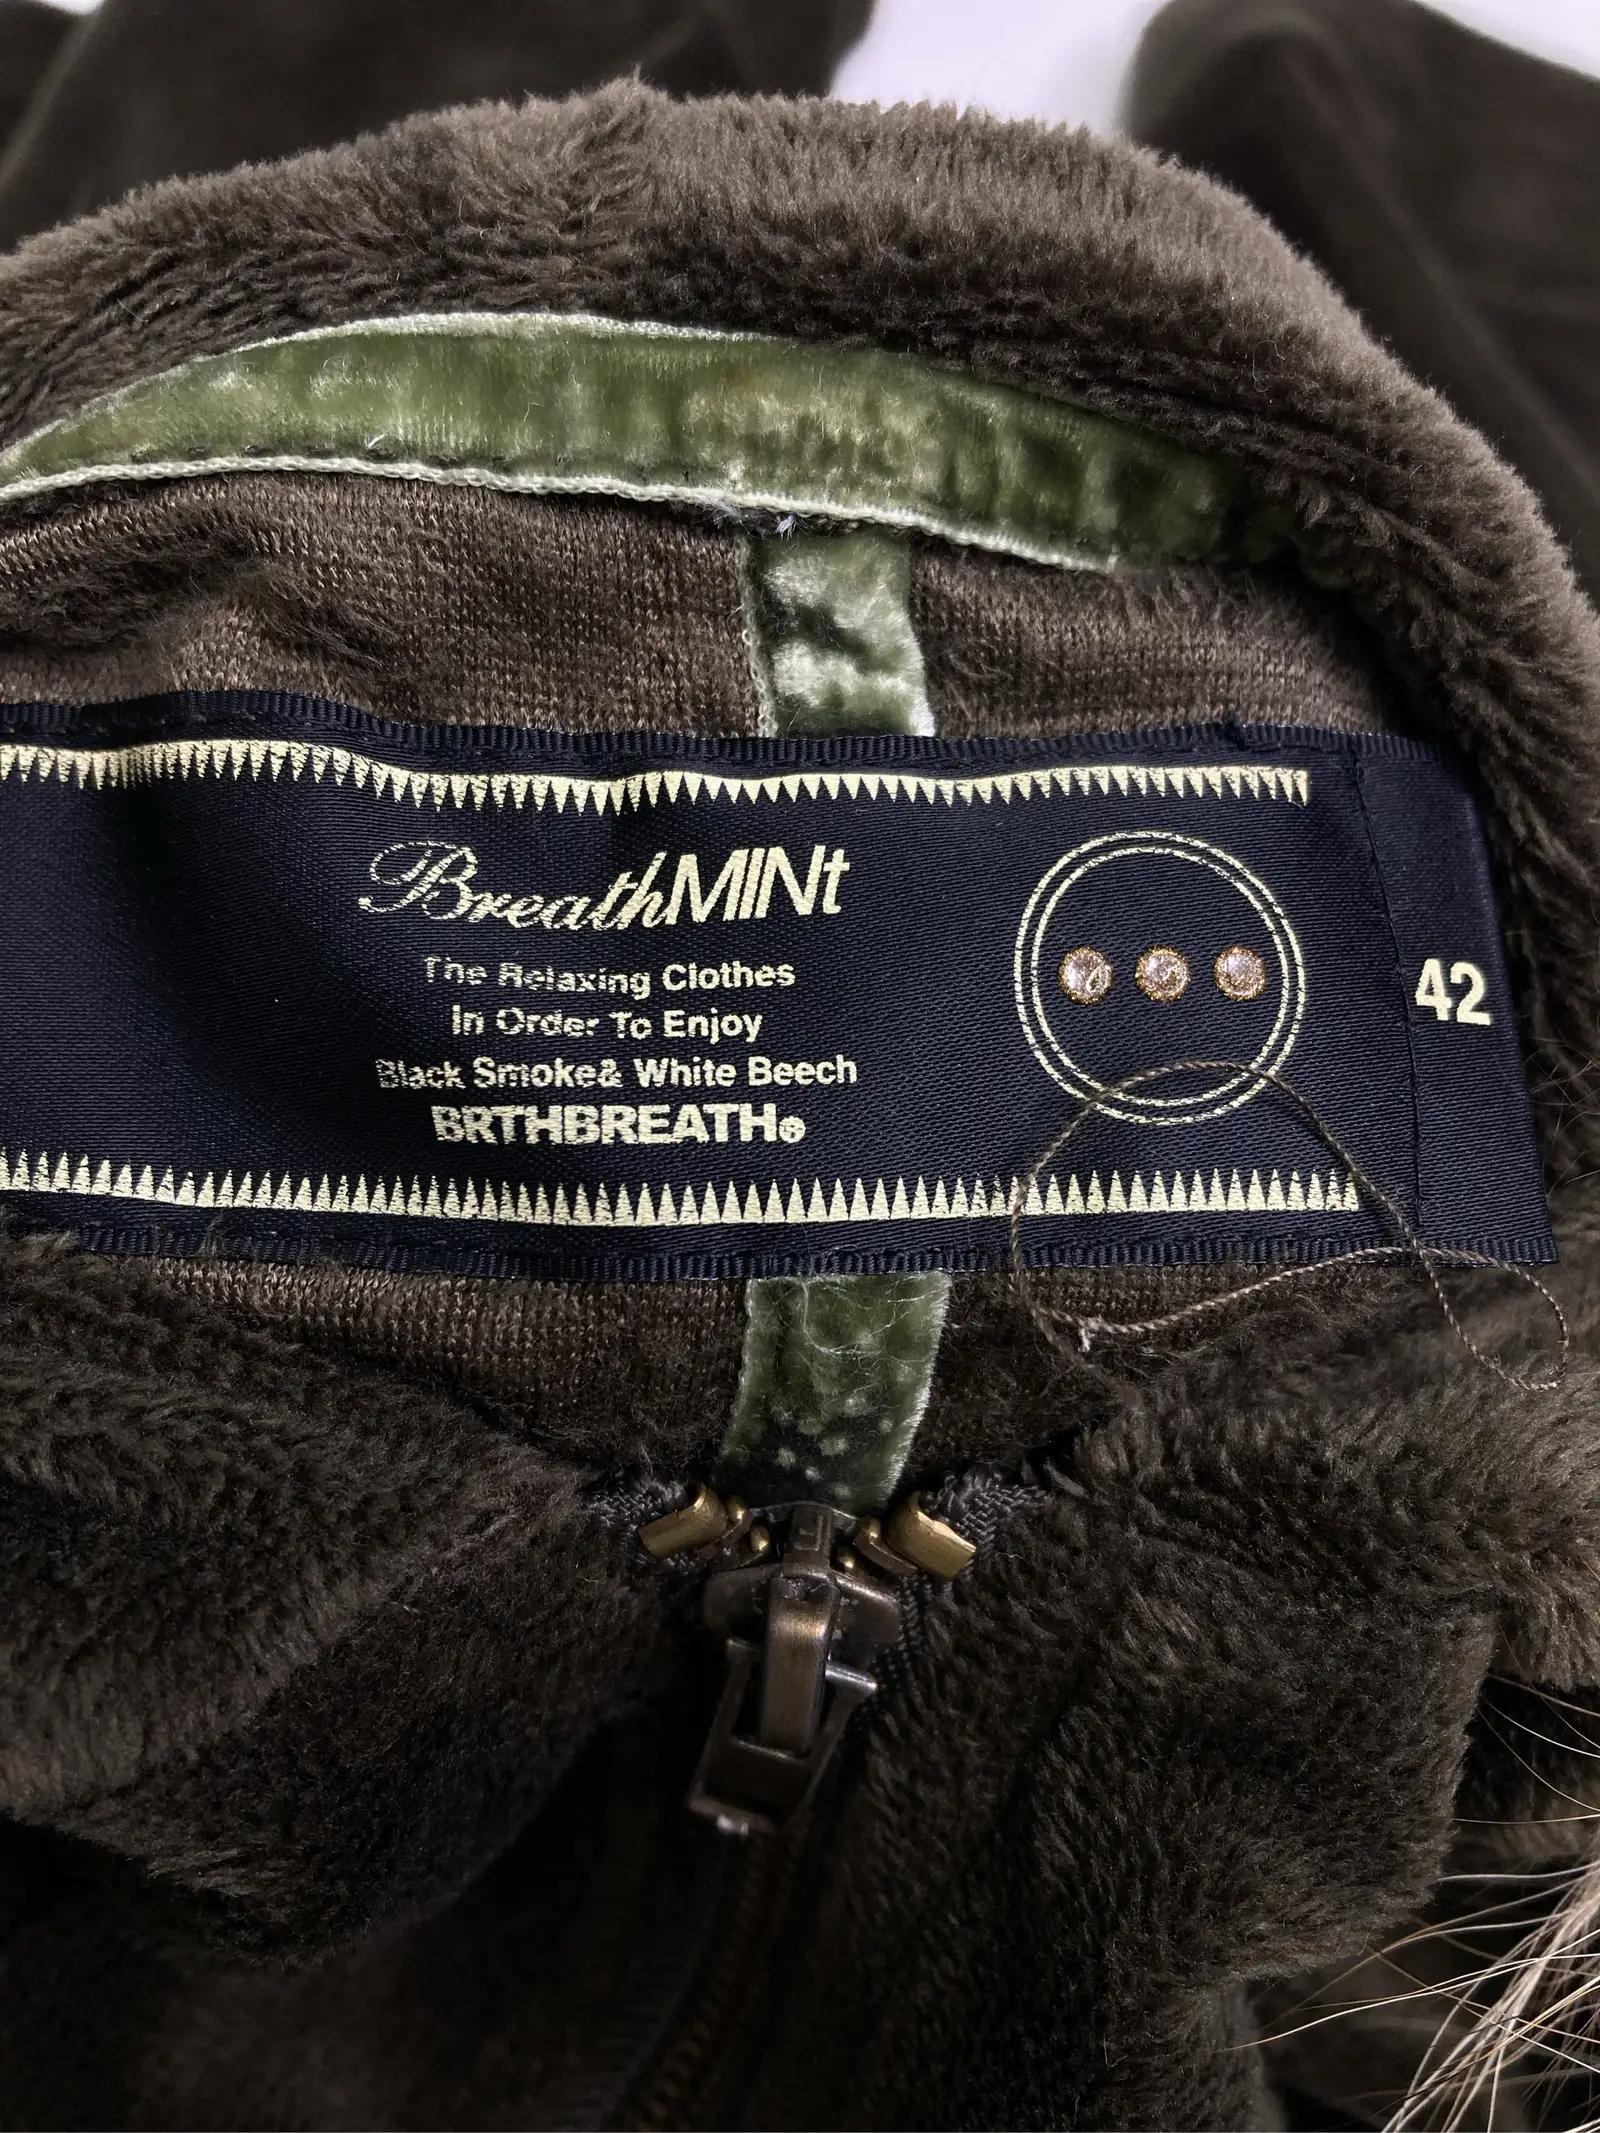 BreathMINt
The Relaxing Clothes
In Order To Enjoy
Black Smoke& White Beech
BRTHBREATH®
42